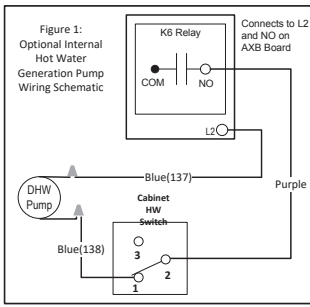 Figure 1:
Optional Internal
Hot Water
Generation Pump
Wiring Schematic
K6 Relay
COM
NO
L2
Connects to L2
and NO on
AXB Board
Blue(137)
Purple
DHW
Pump
Cabinet
HW
Switch
Blue(138)
3
2
1